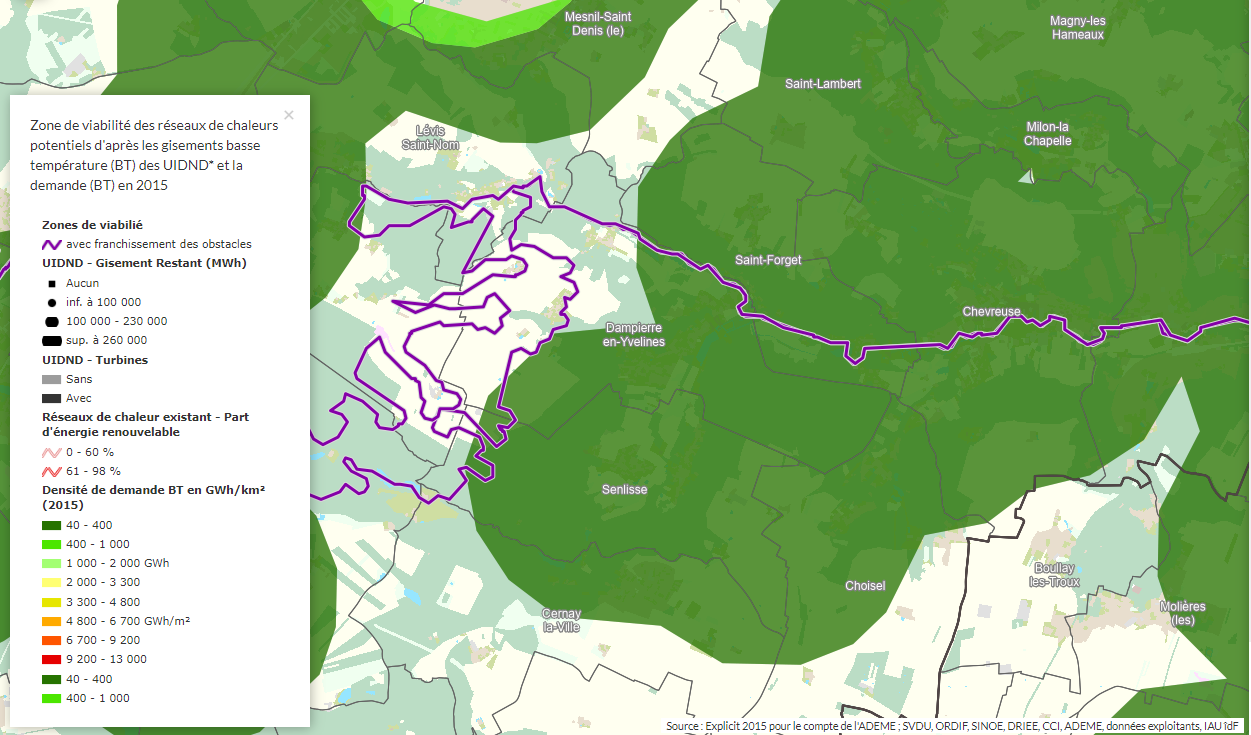 Zone de viabilité des réseaux de chaleurs
potentiels d'après les gisements basse
température (BT) des UIDND* et la
demande (BT) en 2015
×
Zones de viabilié
avec franchissement des obstacles
UIDND - Gisement Restant (MWh)
Aucun
inf. à 100 000
100 000 - 230 000
sup. à 260 000
UIDND - Turbines
Sans
Avec
Réseaux de chaleur existant - Part
d'énergie renouvelable
0 - 60 %
61 - 98 %
Densité de demande BT en GWh/km²
(2015)
40 - 400
400 - 1 000
1 000 - 2 000 GWh
2 000 - 3 300
3 300 - 4 800
4 800 - 6 700 GWh/m²
6 700 - 9 200
9 200 - 13 000
40 - 400
400 - 1 000
Mesnil-Saint
Denis (le)
Magny-les
Hameaux
Saint-Lambert
Lévis
Saint-Nom
Milon-la
Chapelle
Saint-Forget
Chevreuse
Dampierre
en-Yvelines
Senlisse
Choisel
Boullay
les-Troux
Cernay
la-Ville
Molières
(les)
Source : Explicit 2015 pour le compte de l'ADEME ; SVDU, ORDIF, SINOE, DRIEE, CCI, ADEME, données exploitants, IAU îdF